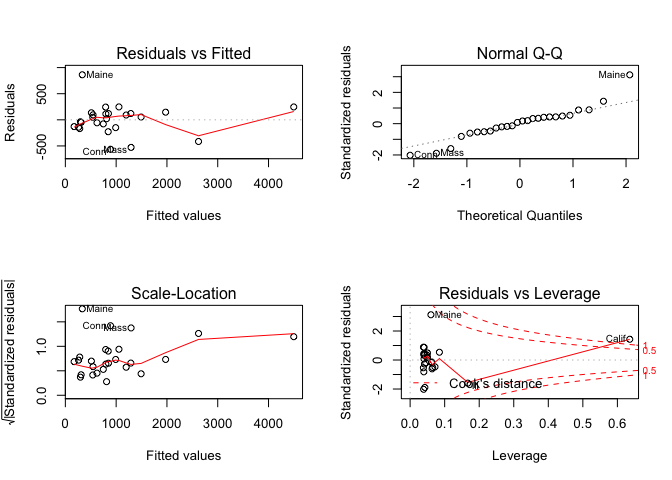 Residuals vs Fitted
Residuals
500
-500
Maine
Conn
Mass
0 1000 2000 3000 4000
Fitted values
Normal Q-Q
Standardized residuals
2
0
-2
Maine
Conn
Mass
-2 -1 0 1 2
Theoretical Quantiles
Scale-Location
√|Standardized residuals|
1.0
0.0
Maine
Conn
Mass
0 1000 2000 3000 4000
Fitted values
Residuals vs Leverage
Standardized residuals
2
0
-2
Maine
Calif
1
0.5
0.5
1
Cook's distance
0.0 0.1 0.2 0.3 0.4 0.5 0.6
Leverage